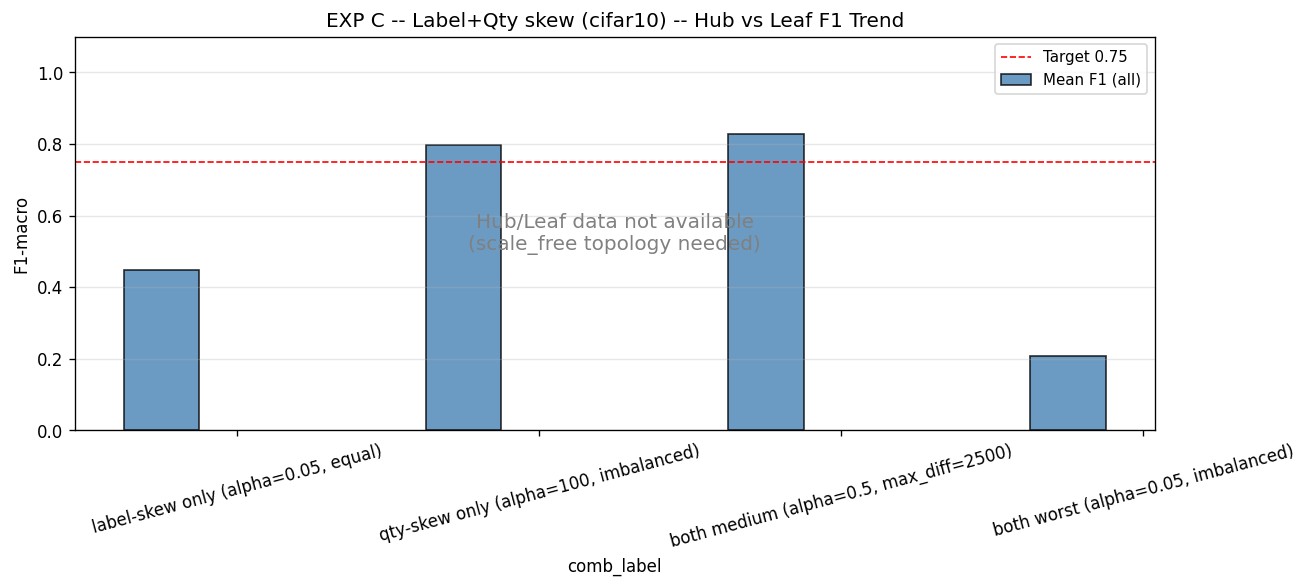 EXP C -- Label+Qty skew (cifar10) -- Hub vs Leaf F1 Trend
Target 0.75
Mean F1 (all)
F1-macro
1.0
0.8
0.6
0.4
0.2
0.0
Hub/Leaf data not available
(scale_free topology needed)
label-skew only (alpha=0.05, equal)
qty-skew only (alpha=100, imbalanced)
both medium (alpha=0.5, max_diff=2500)
both worst (alpha=0.05, imbalanced)
comb_label